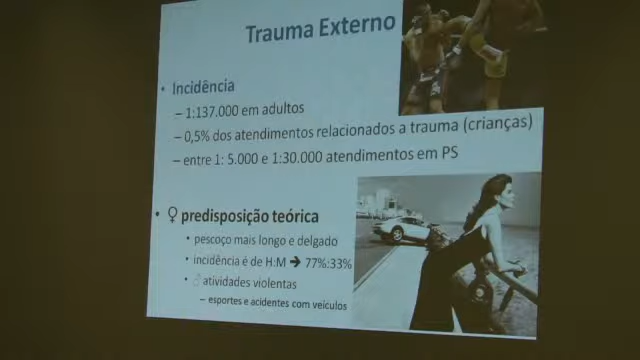 Trauma Externo
• Incidência
– 1:137.000 em adultos
– 0,5% dos atendimentos relacionados a trauma (crianças)
– entre 1: 5.000 e 1:30.000 atendimentos em PS
• ♀ predisposição teórica
• pescoço mais longo e delgado
• incidência é de H:M ➔ 77%:33%
• ♂ atividades violentas
– esportes e acidentes com veículos